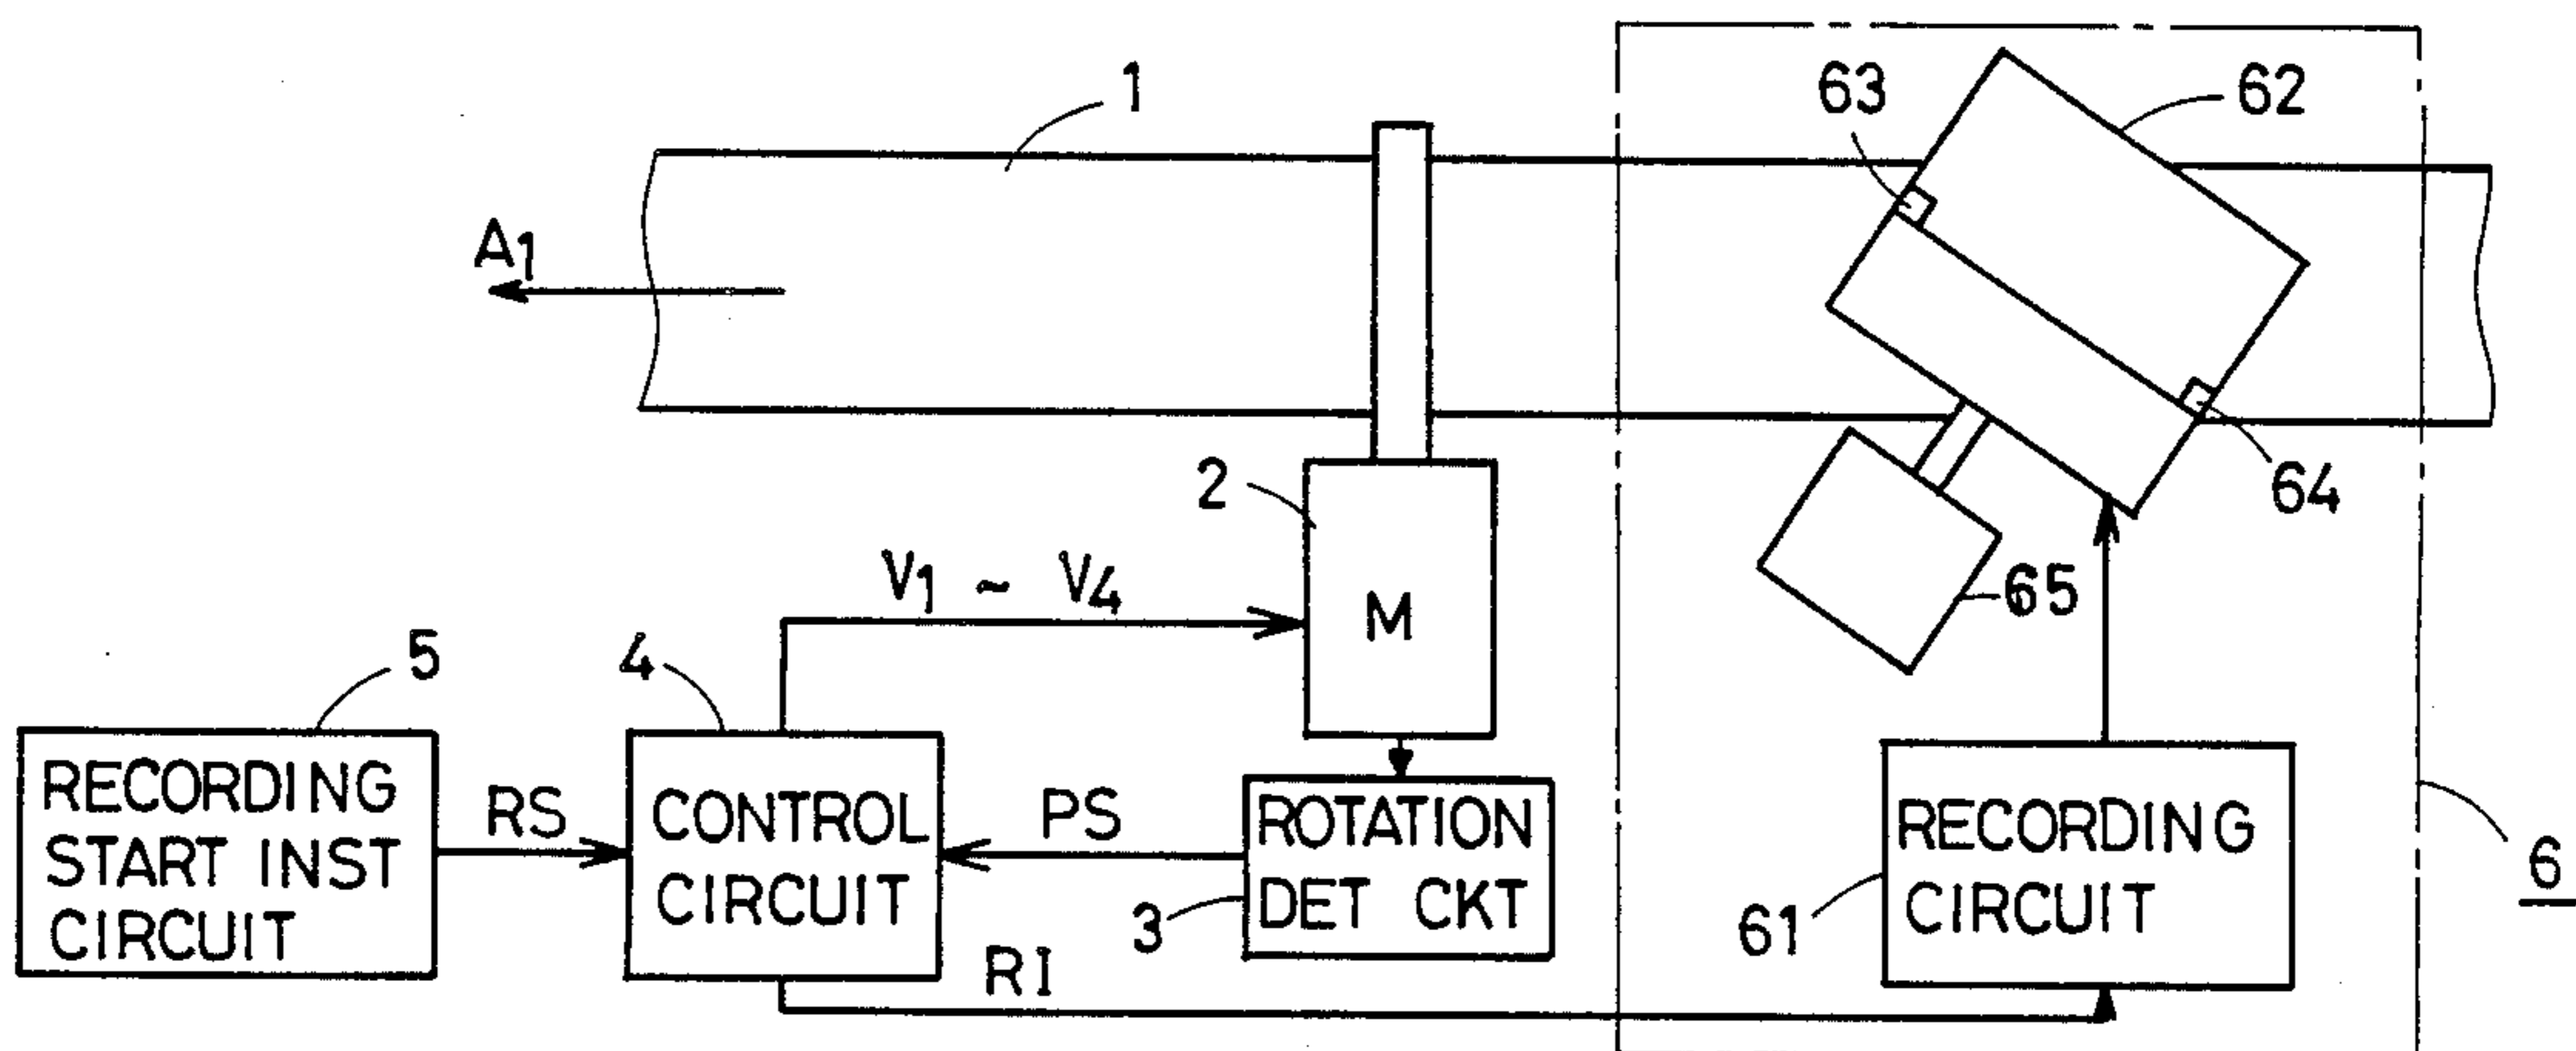 1
63
62
A1
2
64
V1 ~ V4
M
65
5
4
RECORDING
START INST
CIRCUIT
RS
CONTROL
CIRCUIT
PS
ROTATION
DET CKT
3
RECORDING
CIRCUIT
61
6
RI